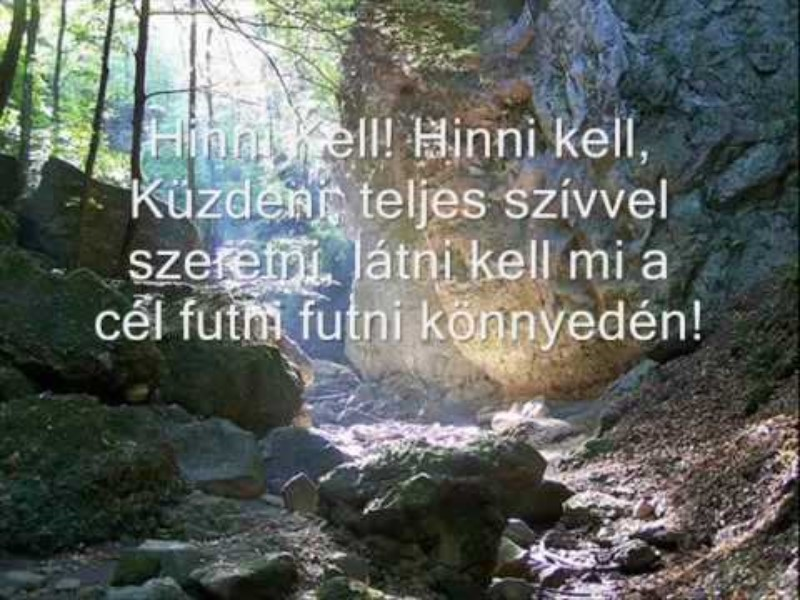 Hinni Kell! Hinni kell,
Küzdeni, teljes szívvel
szeretni, látni kell mi a
cél futni futni könnyedén!